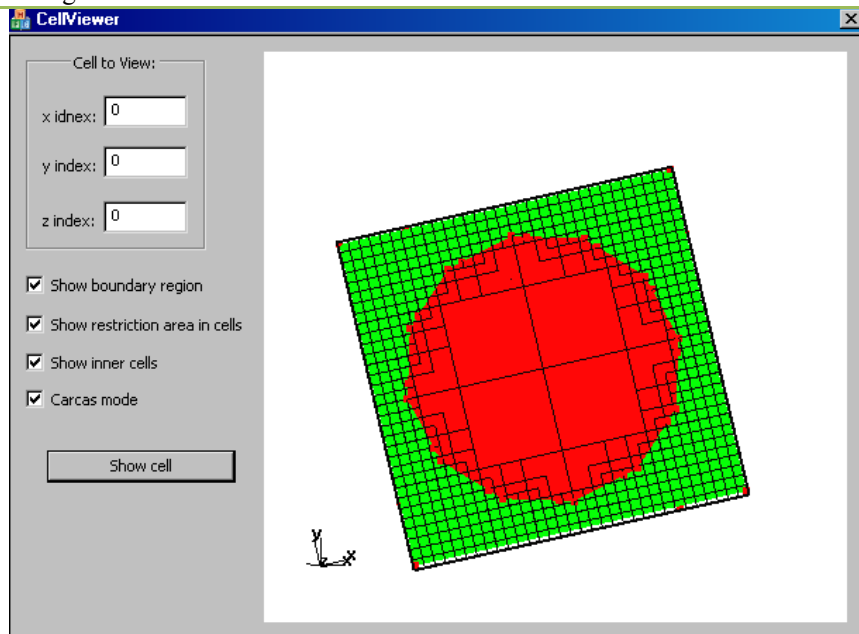 CellViewer
Cell to View:
x idnex: 0
y index: 0
z index: 0
Show boundary region
Show restriction area in cells
Show inner cells
Carcas mode
Show cell
y
z x